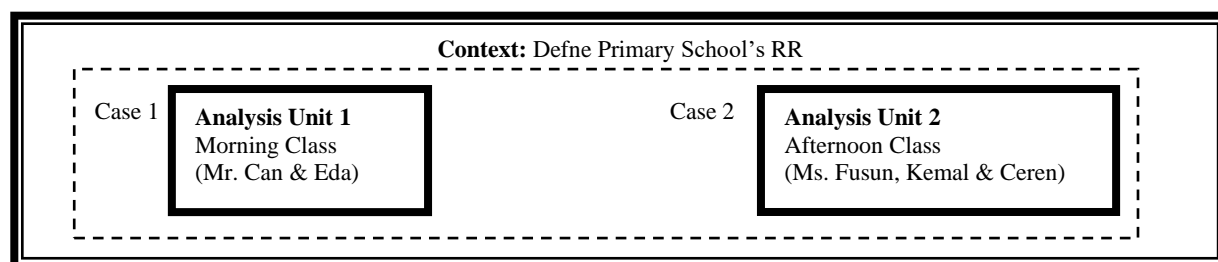 Context: Defne Primary School's RR
Case 1
Analysis Unit 1
Morning Class
(Mr. Can & Eda)
Case 2
Analysis Unit 2
Afternoon Class
(Ms. Fusun, Kemal & Ceren)